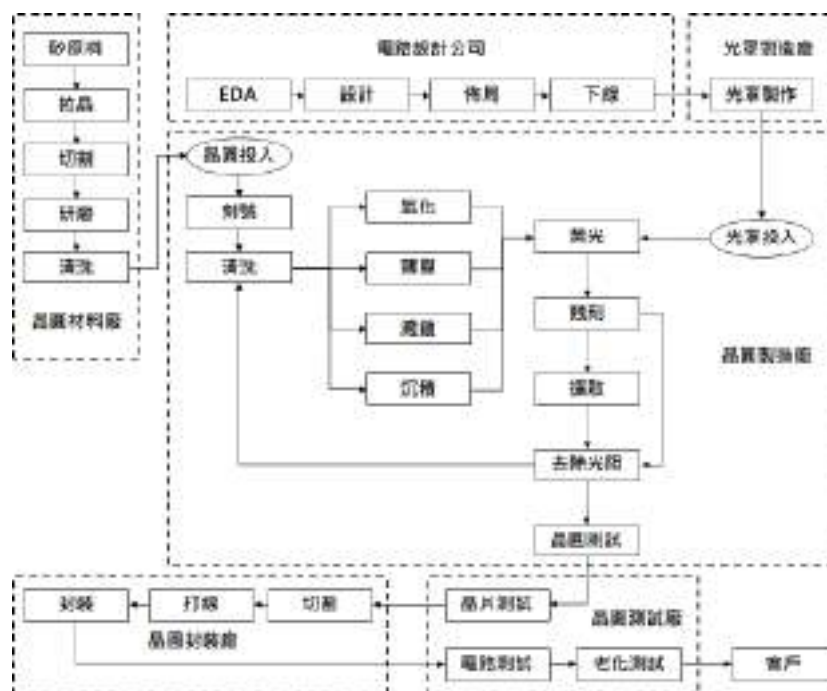 矽原料
拉晶
切割
研磨
清洗
晶圓材料廠
電路設計公司
EDA
設計
佈局
下線
光罩製造廠
光罩製作
晶圓投入
刻號
清洗
氧化
濺鍍
沉積
黃光
光罩投入
蝕刻
擴散
去除光阻
晶圓測試
晶圓製造廠
封裝
打線
切割
晶圓封裝廠
晶片測試
晶圓測試廠
電路測試
老化測試
客戶